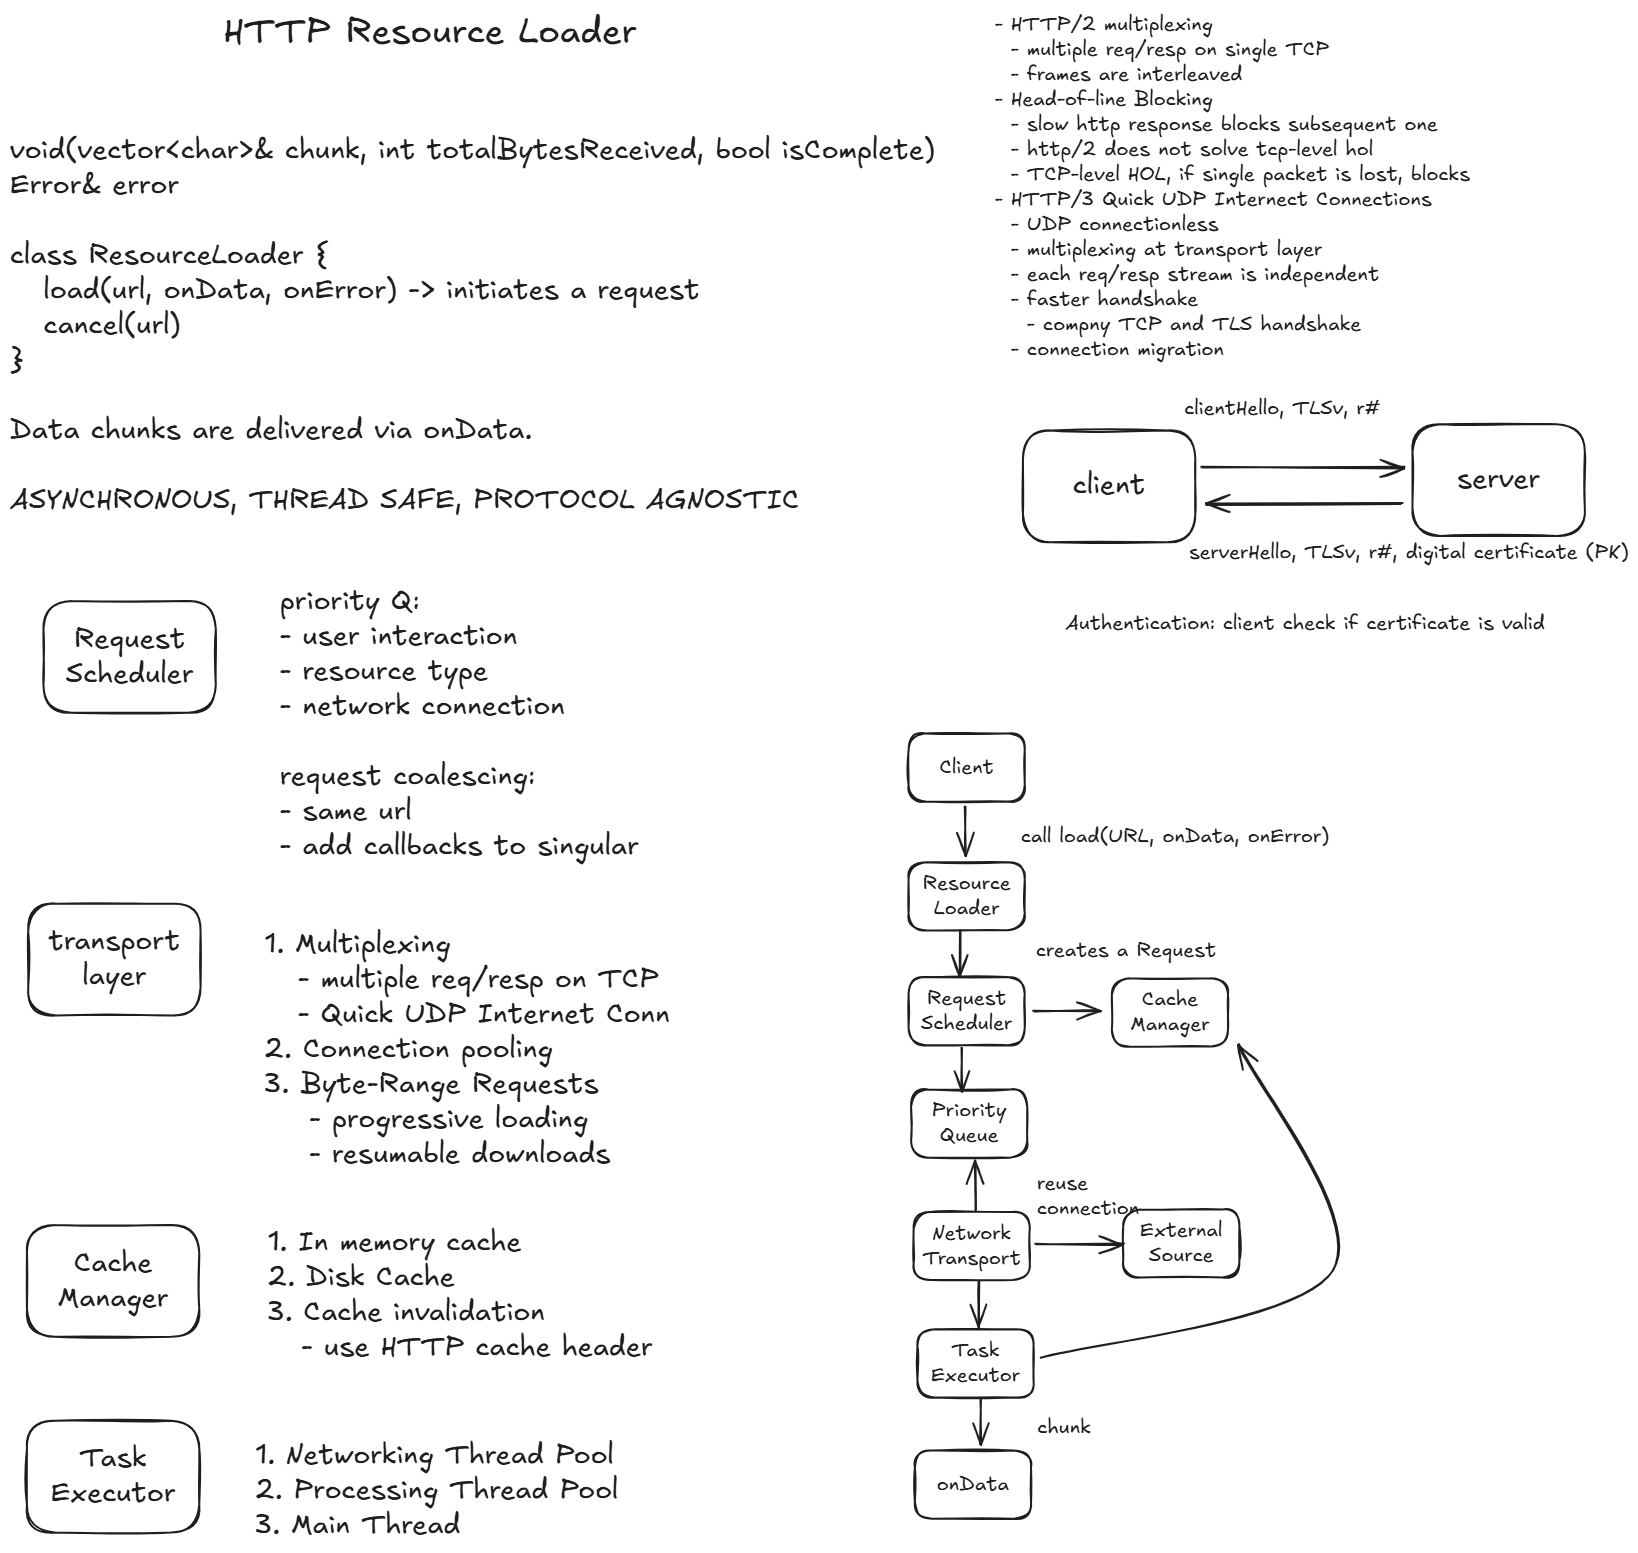 HTTP Resource Loader
void(vector<char>& chunk, int totalBytesReceived, bool isComplete)
Error& error
class ResourceLoader {
load(url, onData, onError) -> initiates a request
cancel(url)
}
Data chunks are delivered via onData.
ASYNCHRONOUS, THREAD SAFE, PROTOCOL AGNOSTIC
Request
Scheduler
priority Q:
- user interaction
- resource type
- network connection
request coalescing:
- same url
- add callbacks to singular
transport
layer
1. Multiplexing
- multiple req/resp on TCP
- Quick UDP Internet Conn
2. Connection pooling
3. Byte-Range Requests
- progressive loading
- resumable downloads
Cache
Manager
1. In memory cache
2. Disk Cache
3. Cache invalidation
- use HTTP cache header
Task
Executor
1. Networking Thread Pool
2. Processing Thread Pool
3. Main Thread
- HTTP/2 multiplexing
- multiple req/resp on single TCP
- frames are interleaved
- Head-of-line Blocking
- slow http response blocks subsequent one
- http/2 does not solve tcp-level hol
- TCP-level HOL, if single packet is lost, blocks
- HTTP/3 Quick UDP Internect Connections
- UDP connectionless
- multiplexing at transport layer
- each req/resp stream is independent
- faster handshake
- compny TCP and TLS handshake
- connection migration
clientHello, TLSv, r#
client
server
serverHello, TLSv, r#, digital certificate (PK)
Authentication: client check if certificate is valid
Client
call load(URL, onData, onError)
Resource
Loader
creates a Request
Request
Scheduler
Cache
Manager
Priority
Queue
reuse
connection
Network
Transport
External
Source
Task
Executor
chunk
onData